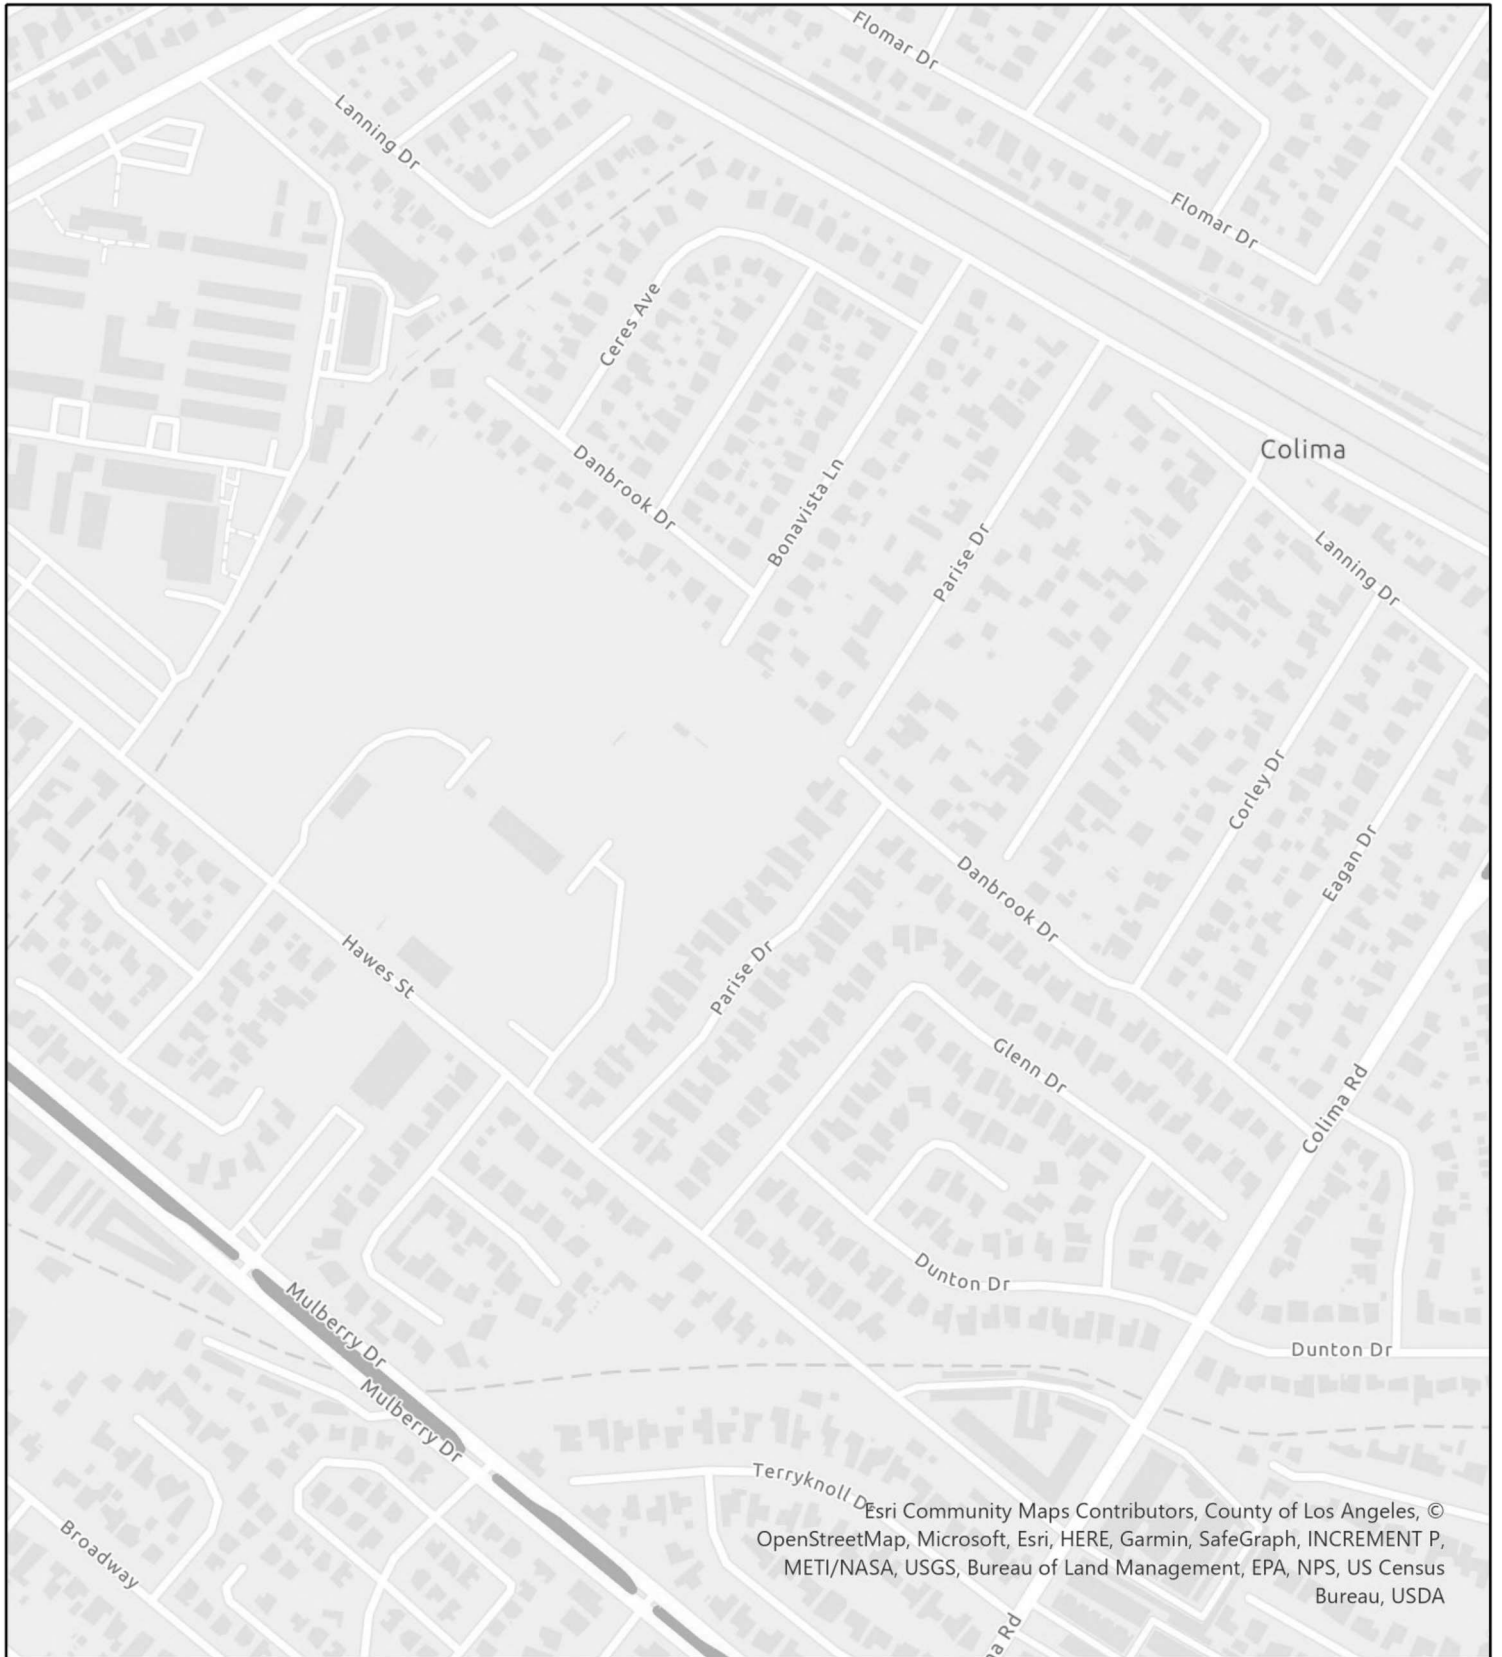 Flomar Dr
Lanning Dr
Flomar Dr
Ceres Ave
Colima
Danbrook Dr
Bonavista Ln
Parise Dr
Lanning Dr
Corley Dr
Eagan Dr
Danbrook Dr
Hawes St
Parise Dr
Glenn Dr
Colima Rd
Dunton Dr
Mulberry Dr
Dunton Dr
Mulberry Dr
Terryknoll Dr
Broadway
Esri Community Maps Contributors, County of Los Angeles, ©
OpenStreetMap, Microsoft, Esri, HERE, Garmin, SafeGraph, INCREMENT P,
METI/NASA, USGS, Bureau of Land Management, EPA, NPS, US Census
Bureau, USDA
a Rd